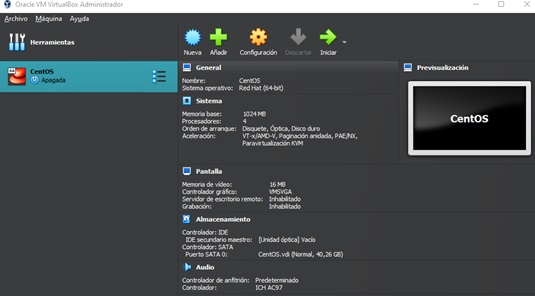 Oracle VM VirtualBox Administrador
Archivo Máquina Ayuda
Herramientas
Nueva Añadir Configuración Descartar Iniciar
CentOS
Apagada
General
Nombre: CentOS
Sistema operativo: Red Hat (64-bit)
Sistema
Memoria base: 1024 MB
Procesadores: 4
Orden de arranque: Disquete, Óptica, Disco duro
Aceleración: VT-x/AMD-V, Paginación anidada, PAE/NX,
Paravirtualización KVM
Previsualización
CentOS
Pantalla
Memoria de vídeo: 16 MB
Controlador gráfico: VMSVGA
Servidor de escritorio remoto: Inhabilitado
Grabación: Inhabilitado
Almacenamiento
Controlador: IDE
IDE secundario maestro: [Unidad óptica] Vacío
Controlador: SATA
Puerto SATA 0: CentOS.vdi (Normal, 40,26 GB)
Audio
Controlador de anfitrión: Predeterminado
Controlador: ICH AC97